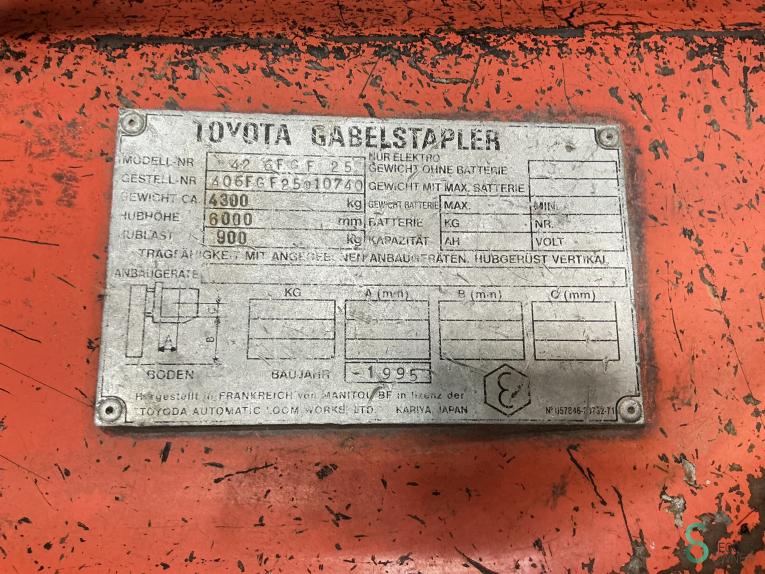 TOYOTA GABELSTAPLER
MODELL-NR 42 6FGF 25 NUR ELEKTRO
GEWICHT OHNE BATTERIE
GESTELL-NR 406FGF25 10740 GEWICHT MIT MAX. BATTERIE
GEWICHT CA. 4300 kg GEWICHT BATTERIE MAX. MIN.
HUBHÖHE 6000 mm BATTERIE KG NR.
HUBLAST 900 kg KAPAZITÄT AH VOLT
TRAGFÄHIGKEIT MIT ANGEGEBENEN ANBAUGERÄTEN, HUBGERÜST VERTIKAL
ANBAUGERÄTE
KG A (mm) B (mm) C (mm)
C
A B
BODEN BAUJAHR -1995
Hergestellt in FRANKREICH von MANITOU BF in lizenz der
TOYODA AUTOMATIC LOOM WORKS, LTD. KARIYA, JAPAN